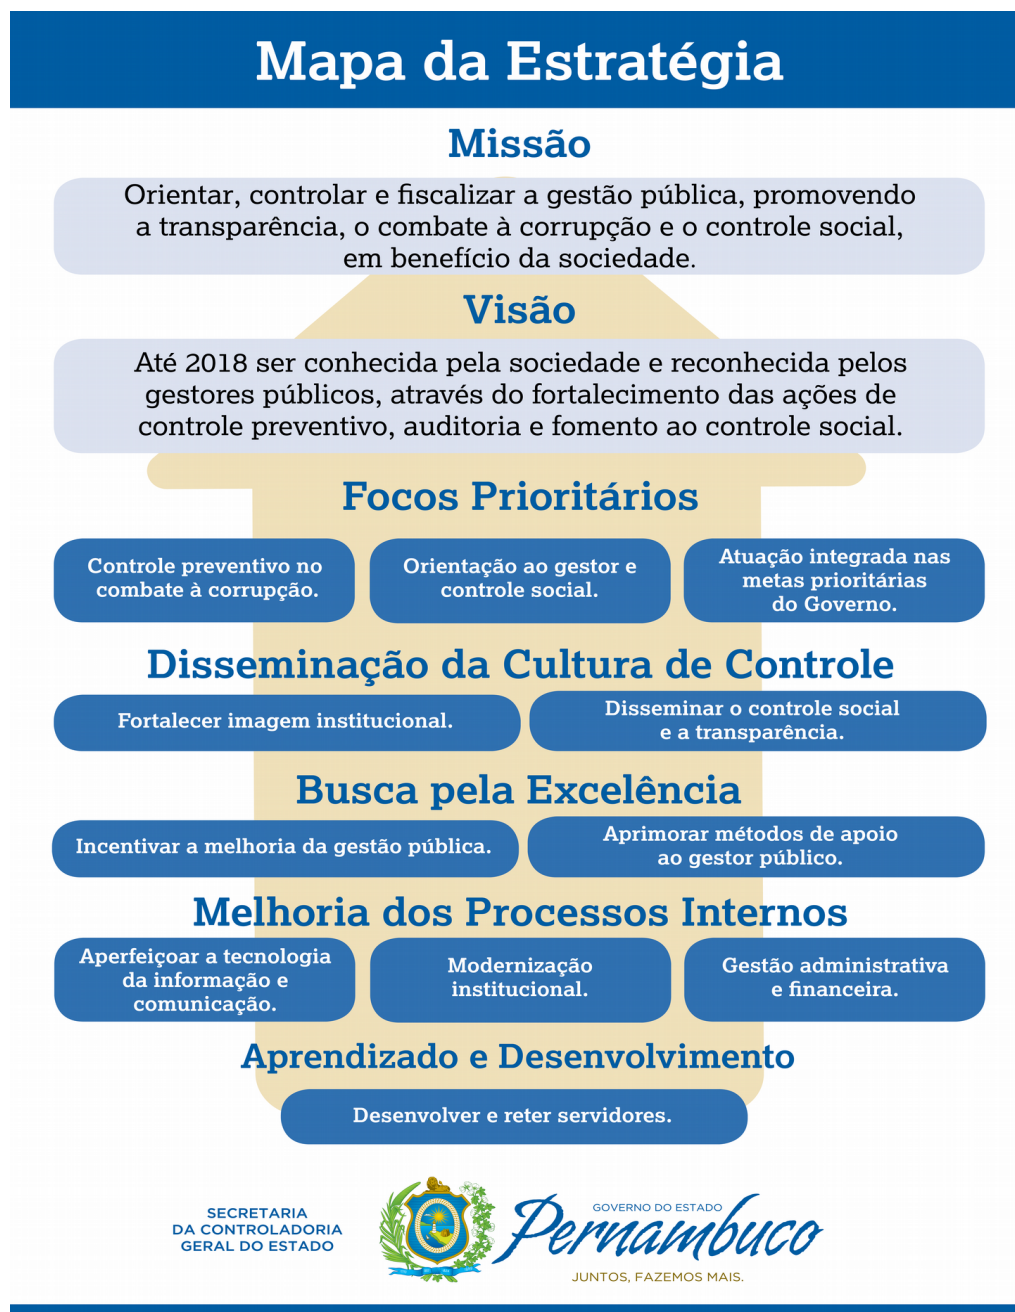 Mapa da Estratégia
Missão
Orientar, controlar e fiscalizar a gestão pública, promovendo
a transparência, o combate à corrupção e o controle social,
em benefício da sociedade.
Visão
Até 2018 ser conhecida pela sociedade e reconhecida pelos
gestores públicos, através do fortalecimento das ações de
controle preventivo, auditoria e fomento ao controle social.
Focos Prioritários
Controle preventivo no
combate à corrupção.
Orientação ao gestor e
controle social.
Atuação integrada nas
metas prioritárias
do Governo.
Disseminação da Cultura de Controle
Fortalecer imagem institucional.
Disseminar o controle social
e a transparência.
Busca pela Excelência
Incentivar a melhoria da gestão pública.
Aprimorar métodos de apoio
ao gestor público.
Melhoria dos Processos Internos
Aperfeiçoar a tecnologia
da informação e
comunicação.
Modernização
institucional.
Gestão administrativa
e financeira.
Aprendizado e Desenvolvimento
Desenvolver e reter servidores.
SECRETARIA
DA CONTROLADORIA
GERAL DO ESTADO
GOVERNO DO ESTADO
Pernambuco
JUNTOS, FAZEMOS MAIS.